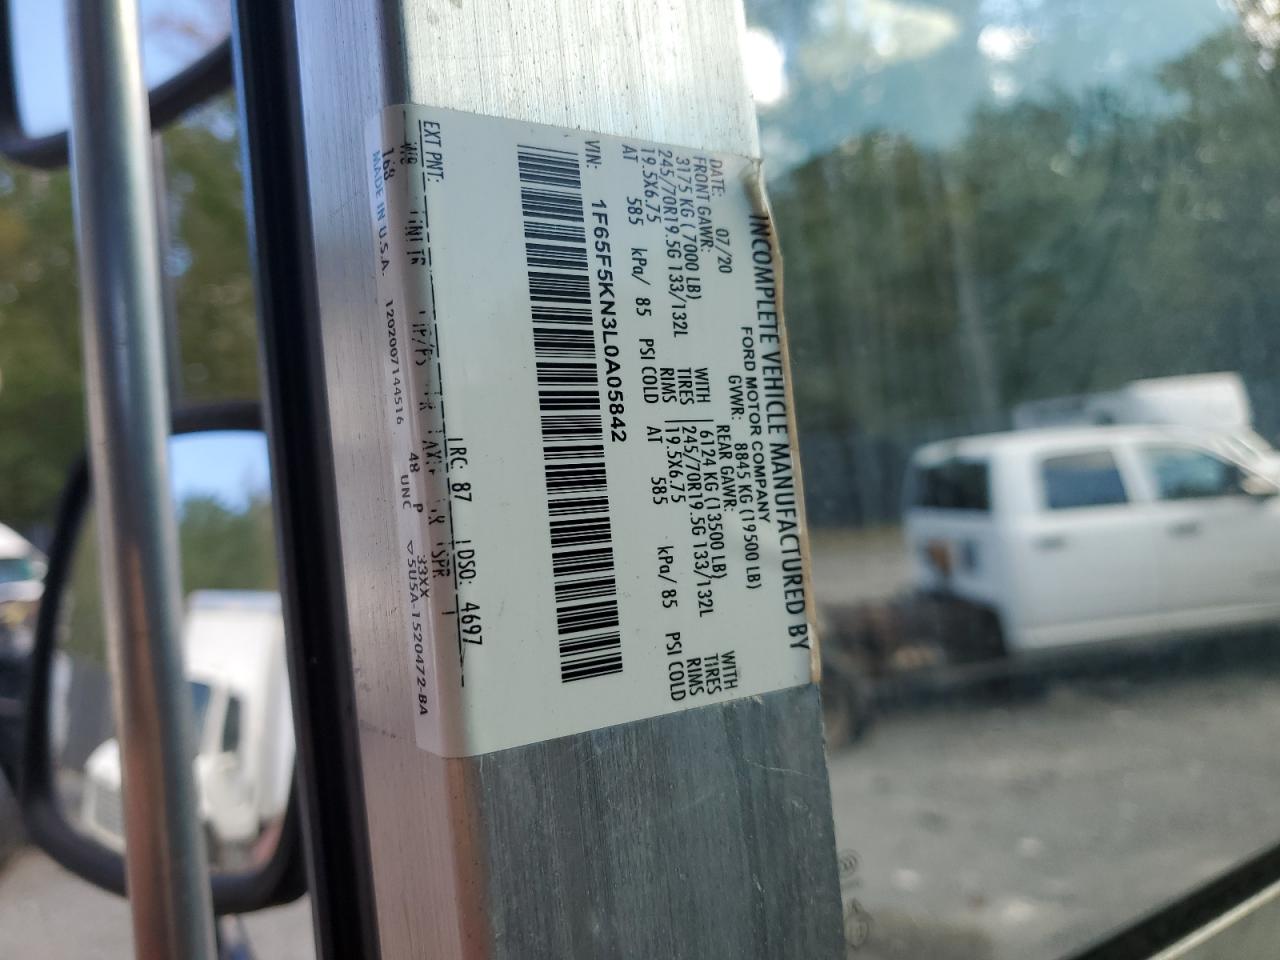 INCOMPLETE VEHICLE MANUFACTURED BY
FORD MOTOR COMPANY
DATE: 07/20 GVWR: 8845 KG (19500 LB)
FRONT GAWR: REAR GAWR:
3175 KG (7000 LB) WITH 6124 KG (13500 LB) WITH
245/70R19.5G 133/132L TIRES 245/70R19.5G 133/132L TIRES
19.5X6.75 RIMS 19.5X6.75 RIMS
AT 585 kPa/ 85 PSI COLD AT 585 kPa/ 85 PSI COLD
VIN: 1F65F5KN3L0A05842
EXT PNT: RC: 87 DSO: 4697
WB
168 48 P 33XX
MADE IN U.S.A. 1202007144516 UNC 5U5A-1520472-BA